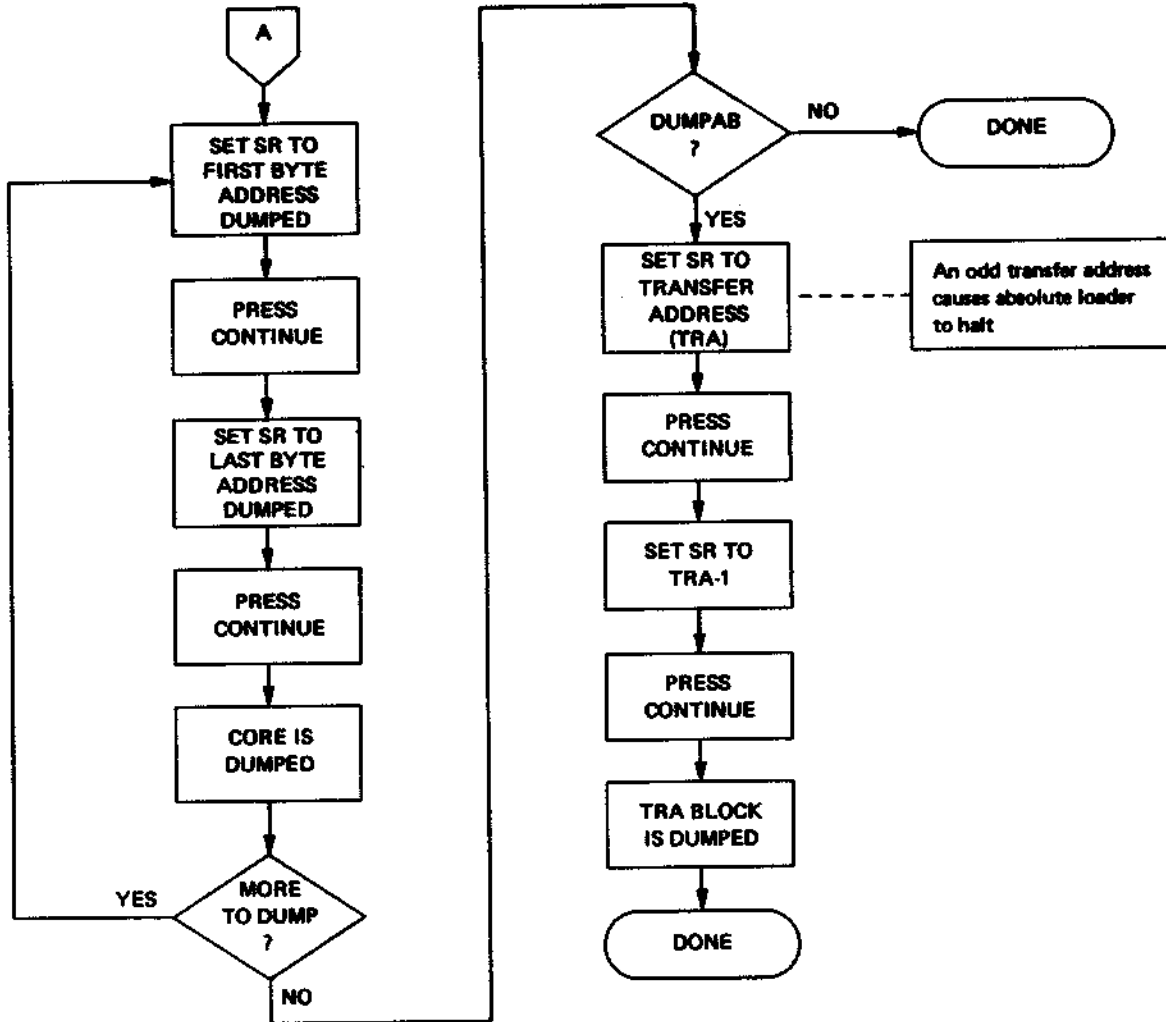 A
SET SR TO
FIRST BYTE
ADDRESS
DUMPED
PRESS
CONTINUE
SET SR TO
LAST BYTE
ADDRESS
DUMPED
PRESS
CONTINUE
CORE IS
DUMPED
MORE
TO DUMP
?
YES
NO
DUMPAB
?
NO
DONE
YES
SET SR TO
TRANSFER
ADDRESS
(TRA)
An odd transfer address
causes absolute loader
to halt
PRESS
CONTINUE
SET SR TO
TRA-1
PRESS
CONTINUE
TRA BLOCK
IS DUMPED
DONE